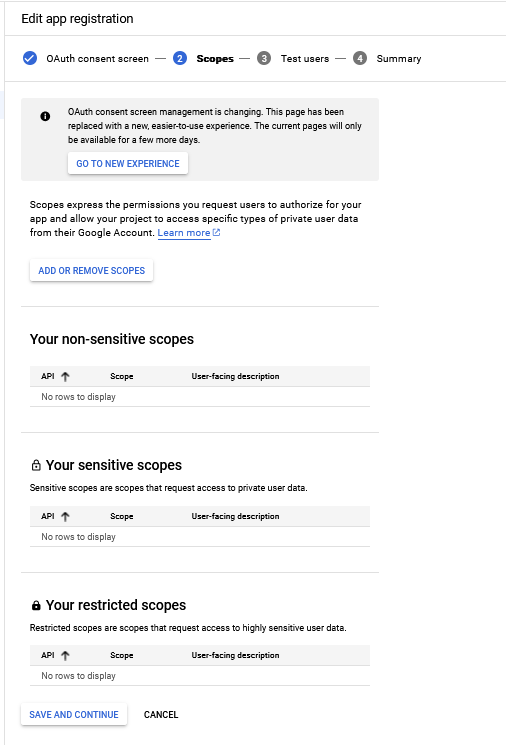 Edit app registration
OAuth consent screen — 2 Scopes — 3 Test users — 4 Summary
OAuth consent screen management is changing. This page has been
replaced with a new, easier-to-use experience. The current pages will only
be available for a few more days.
GO TO NEW EXPERIENCE
Scopes express the permissions you request users to authorize for your
app and allow your project to access specific types of private user data
from their Google Account. Learn more
ADD OR REMOVE SCOPES
Your non-sensitive scopes
API Scope User-facing description
No rows to display
Your sensitive scopes
Sensitive scopes are scopes that request access to private user data.
API Scope User-facing description
No rows to display
Your restricted scopes
Restricted scopes are scopes that request access to highly sensitive user data.
API Scope User-facing description
No rows to display
SAVE AND CONTINUE CANCEL